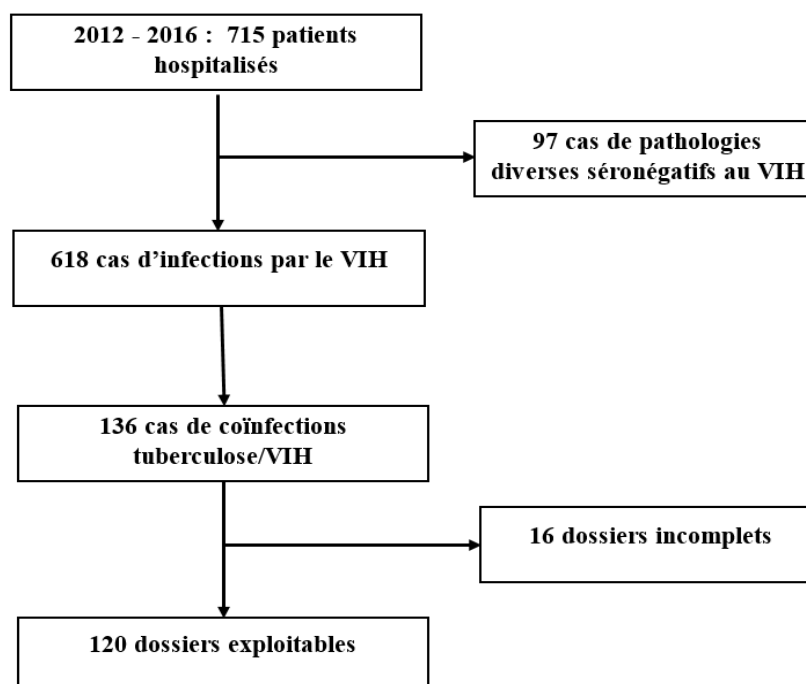 2012 - 2016 : 715 patients
hospitalisés
97 cas de pathologies
diverses séronégatifs au VIH
618 cas d’infections par le VIH
136 cas de coïnfections
tuberculose/VIH
16 dossiers incomplets
120 dossiers exploitables